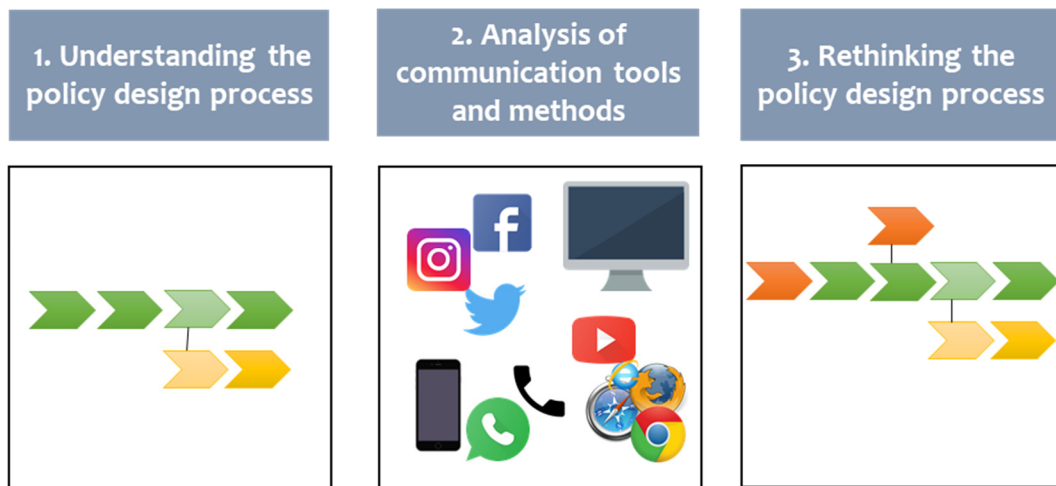 1. Understanding the
policy design process
2. Analysis of
communication tools
and methods
3. Rethinking the
policy design process